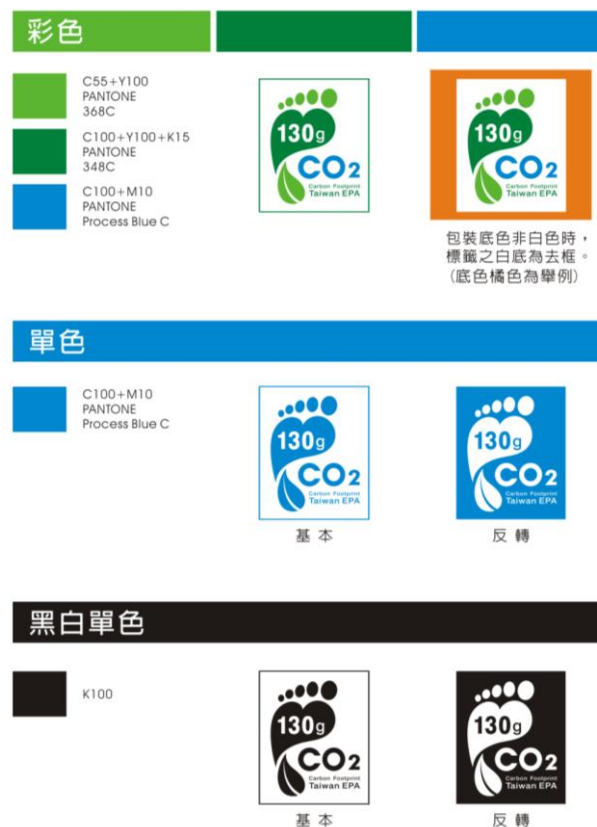 彩色
C55+Y100
PANTONE
368C
C100+Y100+K15
PANTONE
348C
C100+M10
PANTONE
Process Blue C
130g
CO2
Carbon Footprint
Taiwan EPA
130g
CO2
Carbon Footprint
Taiwan EPA
包裝底色非白色時，
標籤之白底為去框。
(底色橘色為舉例)
單色
C100+M10
PANTONE
Process Blue C
130g
CO2
Carbon Footprint
Taiwan EPA
基本
130g
CO2
Carbon Footprint
Taiwan EPA
反轉
黑白單色
K100
130g
CO2
Carbon Footprint
Taiwan EPA
基本
130g
CO2
Carbon Footprint
Taiwan EPA
反轉